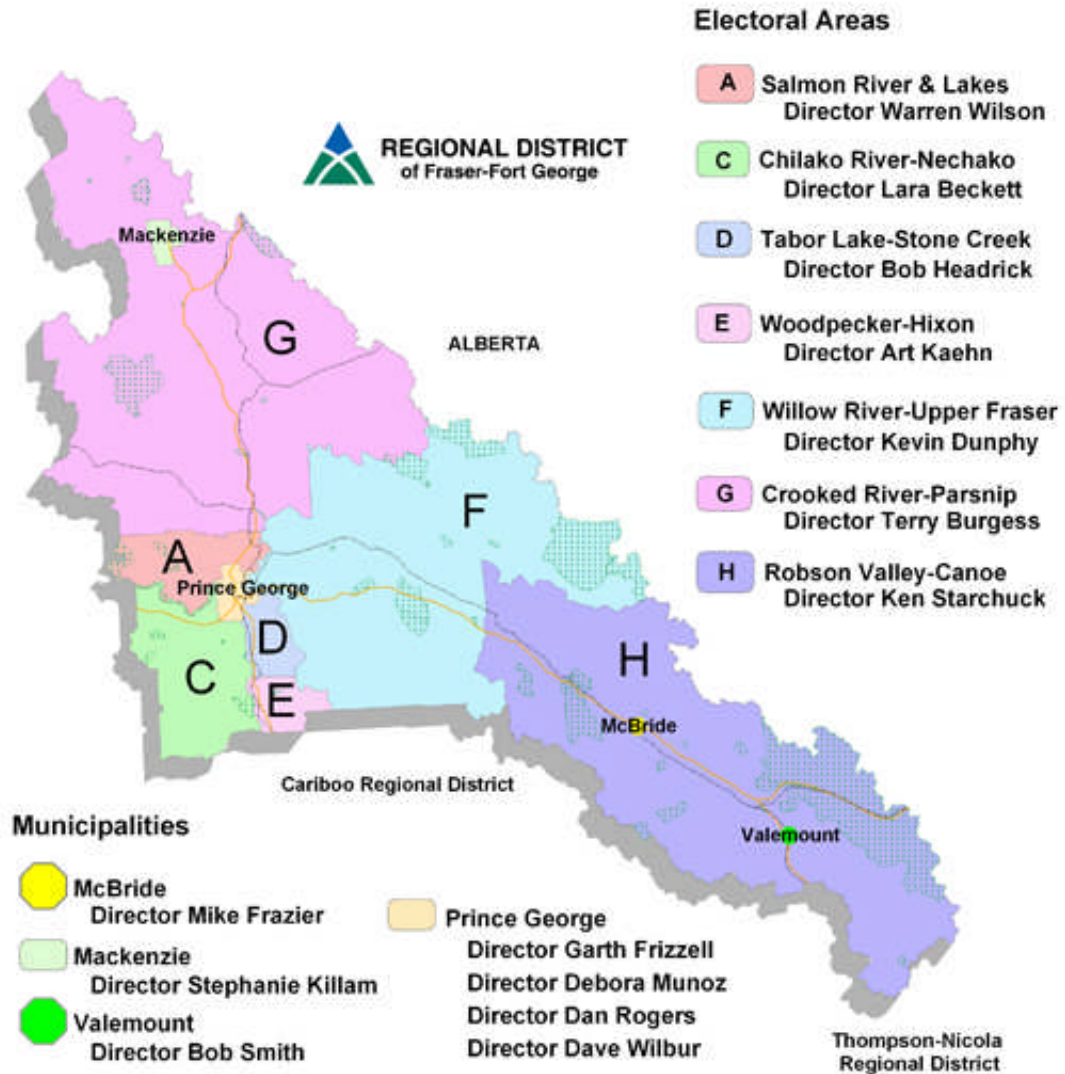 Electoral Areas
A Salmon River & Lakes
Director Warren Wilson
C Chilako River-Nechako
Director Lara Beckett
D Tabor Lake-Stone Creek
Director Bob Headrick
E Woodpecker-Hixon
Director Art Kaehn
F Willow River-Upper Fraser
Director Kevin Dunphy
G Crooked River-Parsnip
Director Terry Burgess
H Robson Valley-Canoe
Director Ken Starchuck
REGIONAL DISTRICT
of Fraser-Fort George
Mackenzie
G
ALBERTA
F
A
Prince George
D
H
C
E
McBride
Cariboo Regional District
Valemount
Thompson-Nicola
Regional District
Municipalities
McBride
Director Mike Frazier
Mackenzie
Director Stephanie Killam
Valemount
Director Bob Smith
Prince George
Director Garth Frizzell
Director Debora Munoz
Director Dan Rogers
Director Dave Wilbur